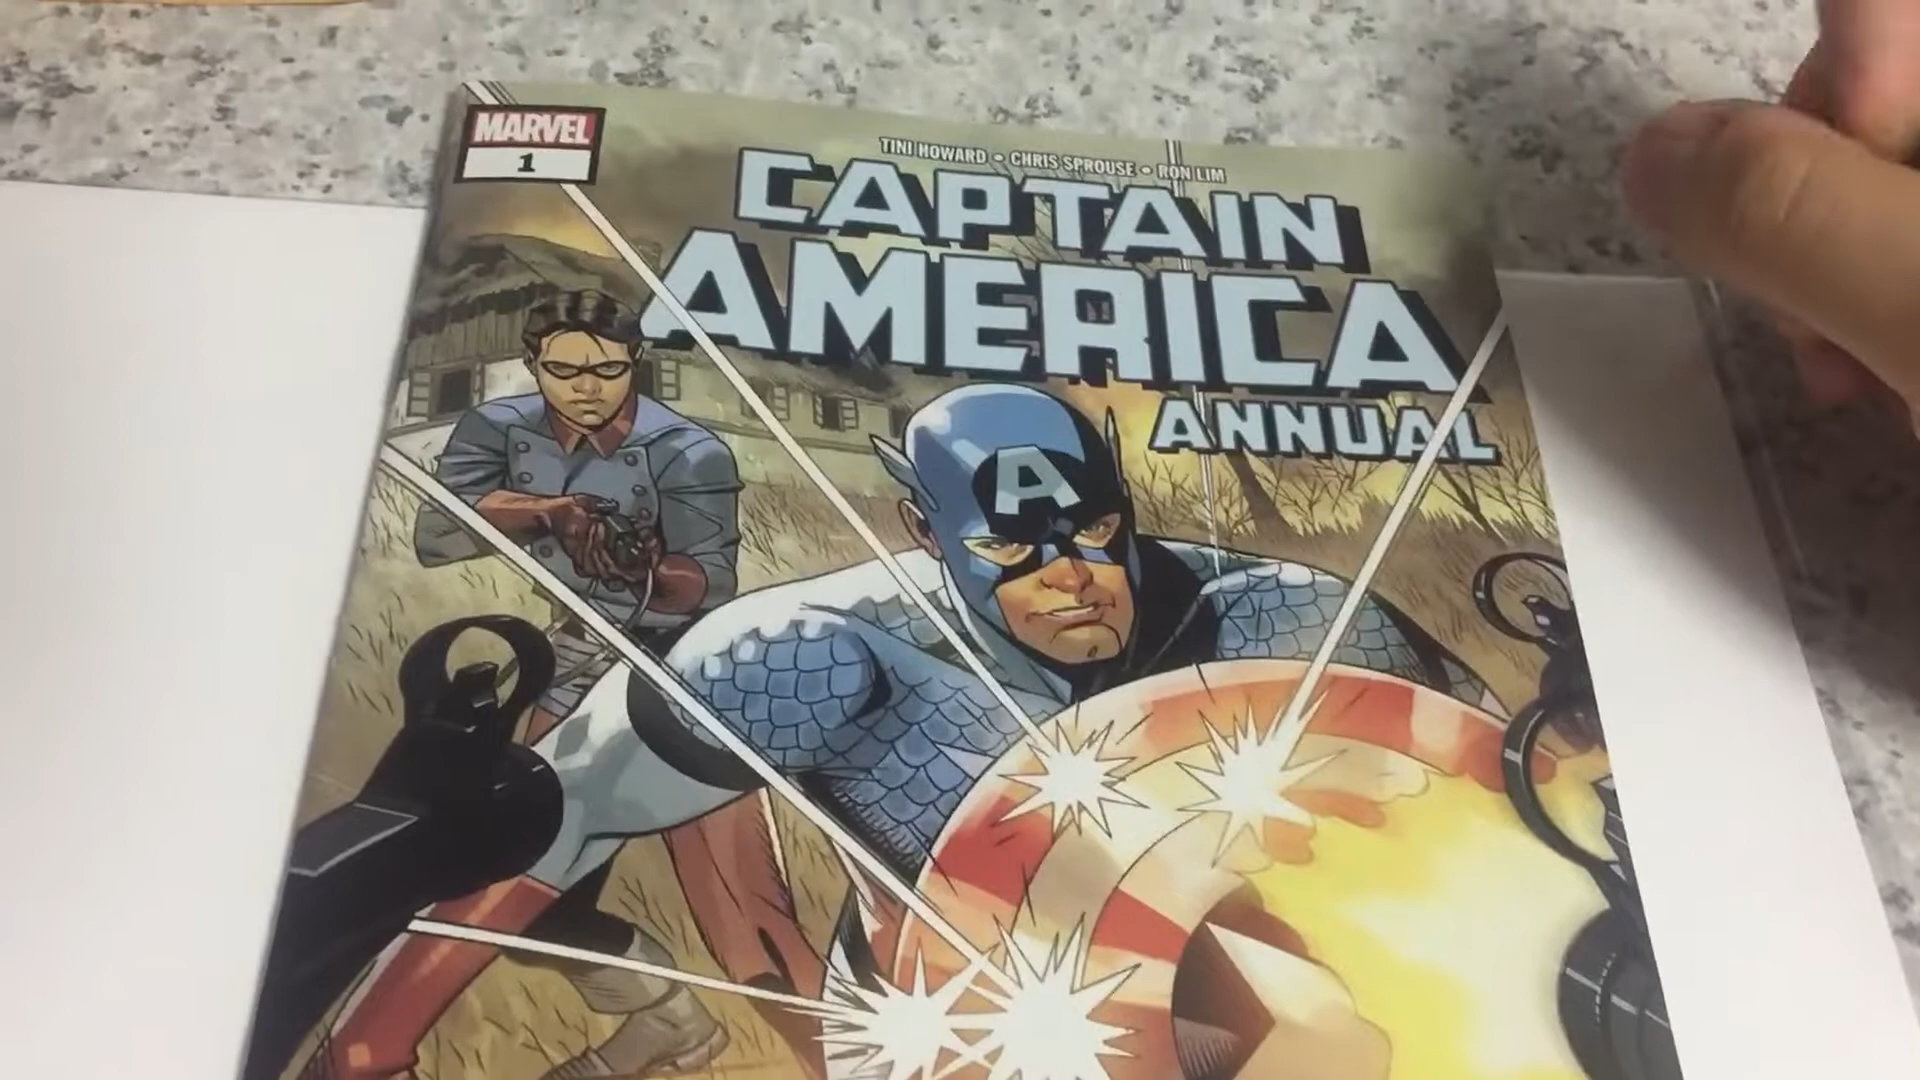 MARVEL
1
TINI HOWARD • CHRIS SPROUSE • RON LIM
CAPTAIN
AMERICA
ANNUAL
A